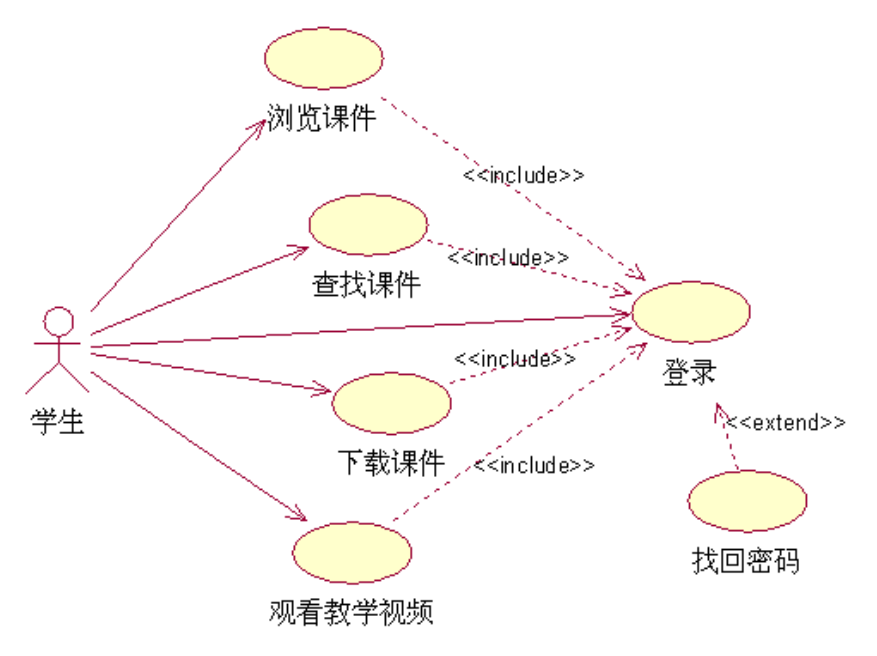 浏览课件
<<include>>
查找课件
<<include>>
登录
<<include>>
学生
下载课件
<<extend>>
<<include>>
找回密码
观看教学视频